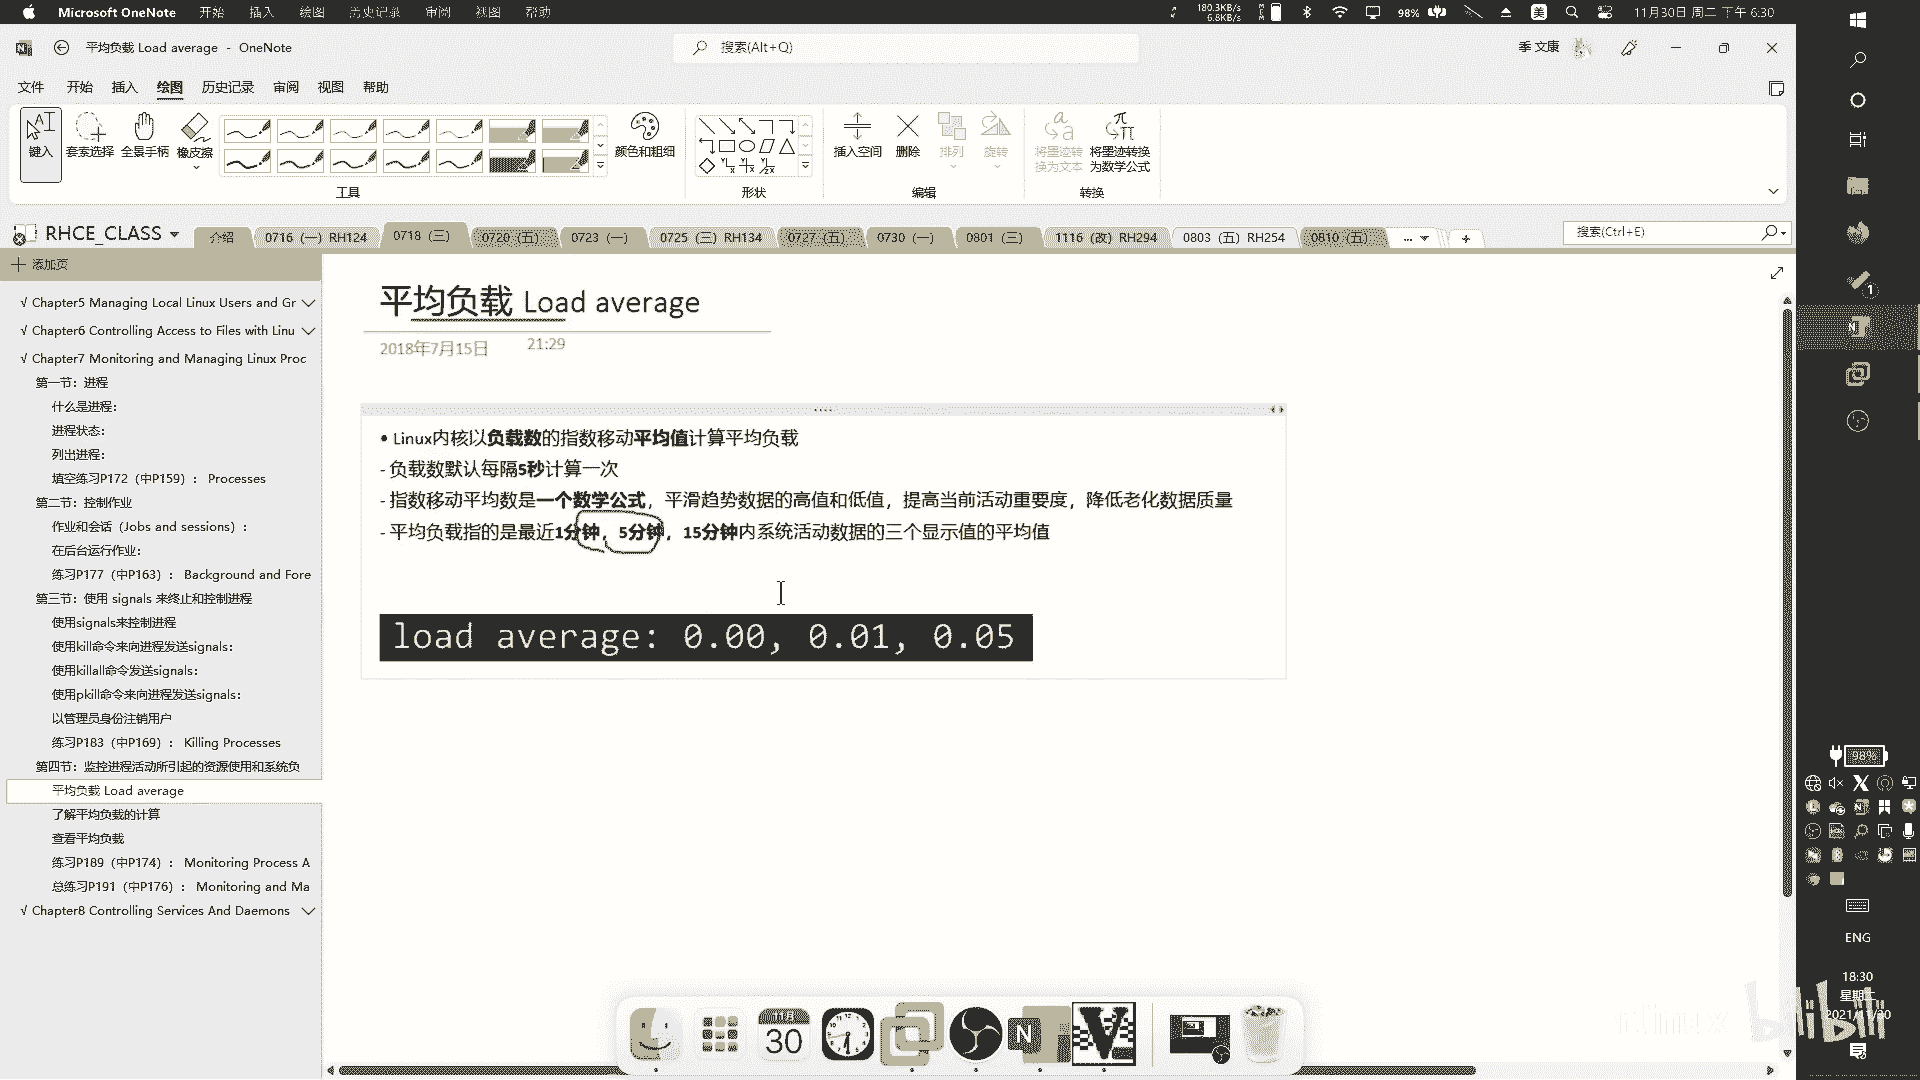 Microsoft OneNote 开始 插入 绘图 历史记录 审阅 视图 帮助 180.3KB/s 6.8KB/s 98% 美 11月30日 周二 下午 6:30
平均负载 Load average - OneNote
搜索(Alt+Q)
季 文康
文件 开始 插入 绘图 历史记录 审阅 视图 帮助
键入 套索选择 全景手柄 橡皮擦 颜色和粗细 插入空间 删除 排列 旋转 将墨迹转换为文本 将墨迹转换为数学公式
工具 形状 编辑 转换
RHCE_CLASS 介绍 0716 (一) RH124 0718 (三) 0720 (五) 0723 (一) 0725 (三) RH134 0727 (五) 0730 (一) 0801 (三) 1116 (改) RH294 0803 (五) RH254 0810 (五) ... +
搜索(Ctrl+E)
添加页
√ Chapter5 Managing Local Linux Users and Gr
√ Chapter6 Controlling Access to Files with Linu
√ Chapter7 Monitoring and Managing Linux Proc
第一节：进程
什么是进程：
进程状态：
列出进程：
填空练习P172（中P159）： Processes
第二节：控制作业
作业和会话（Jobs and sessions）：
在后台运行作业：
练习P177（中P163）： Background and Fore
第三节：使用 signals 来终止和控制进程
使用signals来控制进程
使用kill命令来向进程发送signals：
使用killall命令发送signals：
使用pkill命令来向进程发送signals：
以管理员身份注销用户
练习P183（中P169）： Killing Processes
第四节：监控进程活动所引起的资源使用和系统负
平均负载 Load average
了解平均负载的计算
查看平均负载
练习P189（中P174）： Monitoring Process A
总练习P191（中P176）： Monitoring and Ma
√ Chapter8 Controlling Services And Daemons
平均负载 Load average
2018年7月15日 21:29
• Linux内核以负载数的指数移动平均值计算平均负载
- 负载数默认每隔5秒计算一次
- 指数移动平均数是一个数学公式，平滑趋势数据的高值和低值，提高当前活动重要度，降低老化数据质量
- 平均负载指的是最近1分钟，5分钟，15分钟内系统活动数据的三个显示值的平均值
load average: 0.00, 0.01, 0.05
11月
30
1
98%
ENG
18:30
星期二
2021/11/30
bilibili